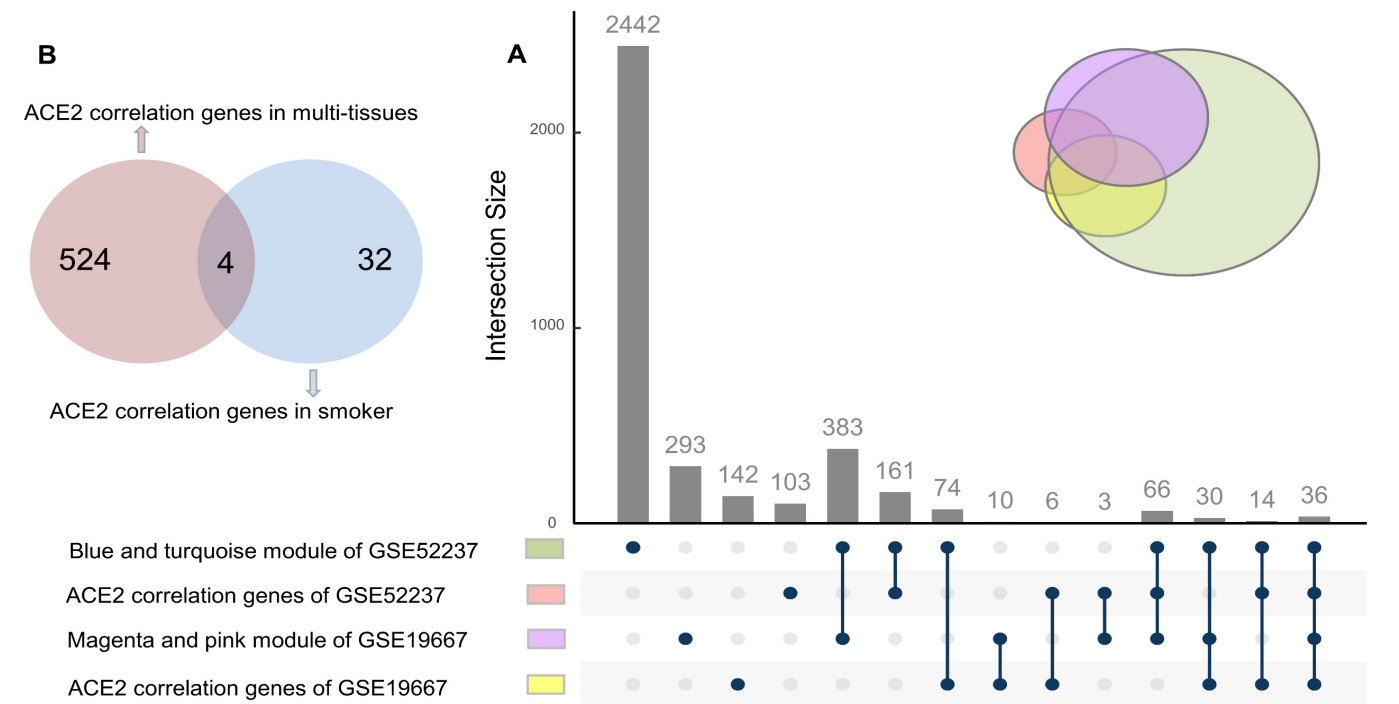 B
ACE2 correlation genes in multi-tissues
524
4
32
ACE2 correlation genes in smoker
A
Intersection Size
2000
1000
0
2442
293
142
103
383
161
74
10
6
3
66
30
14
36
Blue and turquoise module of GSE52237
ACE2 correlation genes of GSE52237
Magenta and pink module of GSE19667
ACE2 correlation genes of GSE19667